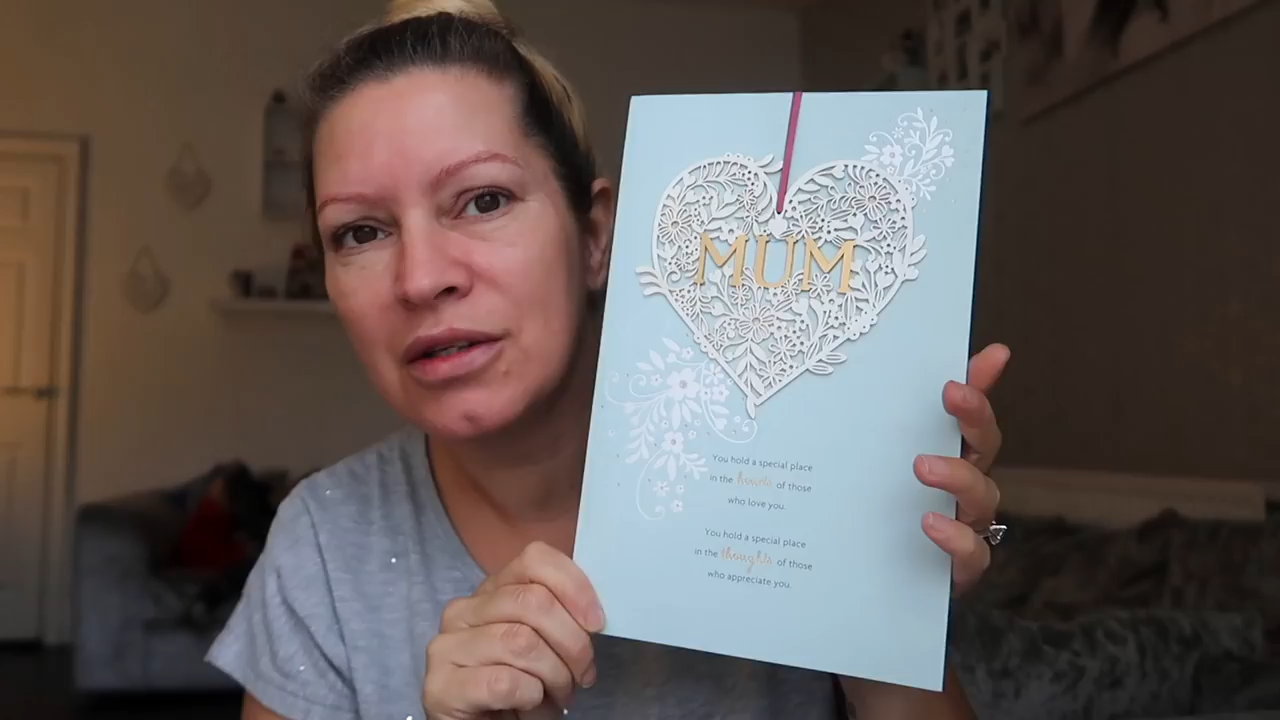 MUM
You hold a special place
in the hearts of those
who love you.
You hold a special place
in the thoughts of those
who appreciate you.